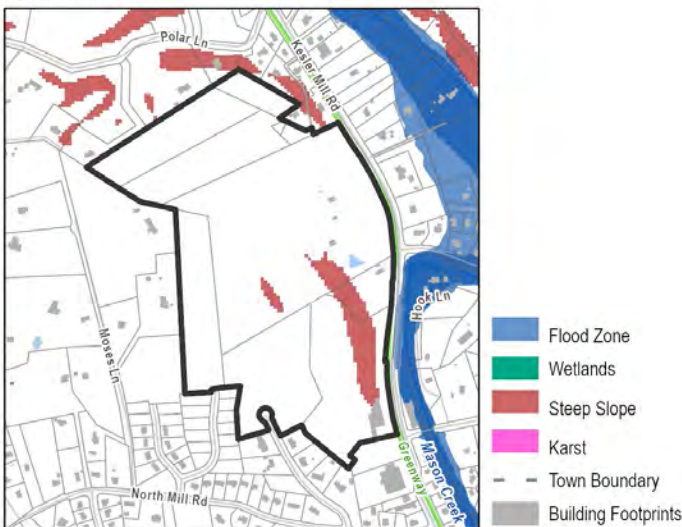 Polar Ln
Kesler Mill Rd
Hook Ln
Moses Ln
North Mill Rd
Greenway
Mason Creek
Flood Zone
Wetlands
Steep Slope
Karst
Town Boundary
Building Footprints